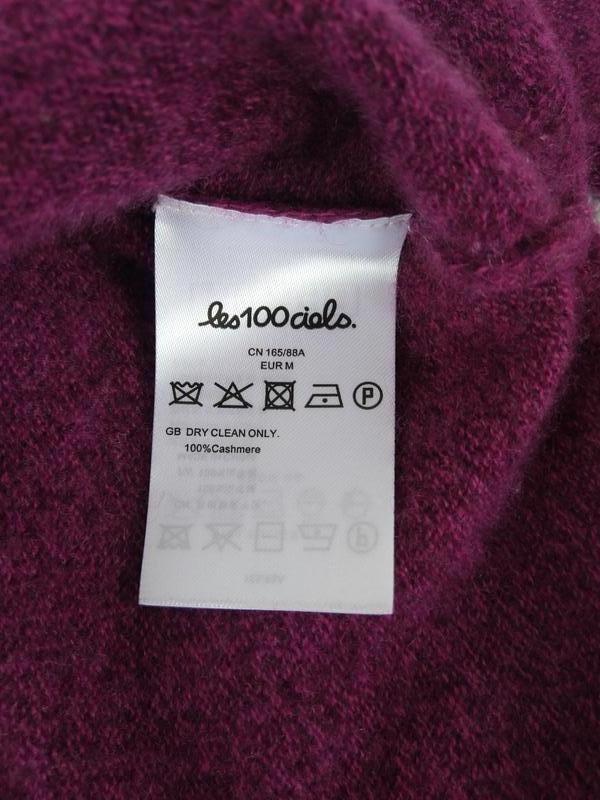 les100ciels.
CN 165/88A
EUR M
P
GB DRY CLEAN ONLY.
100%Cashmere